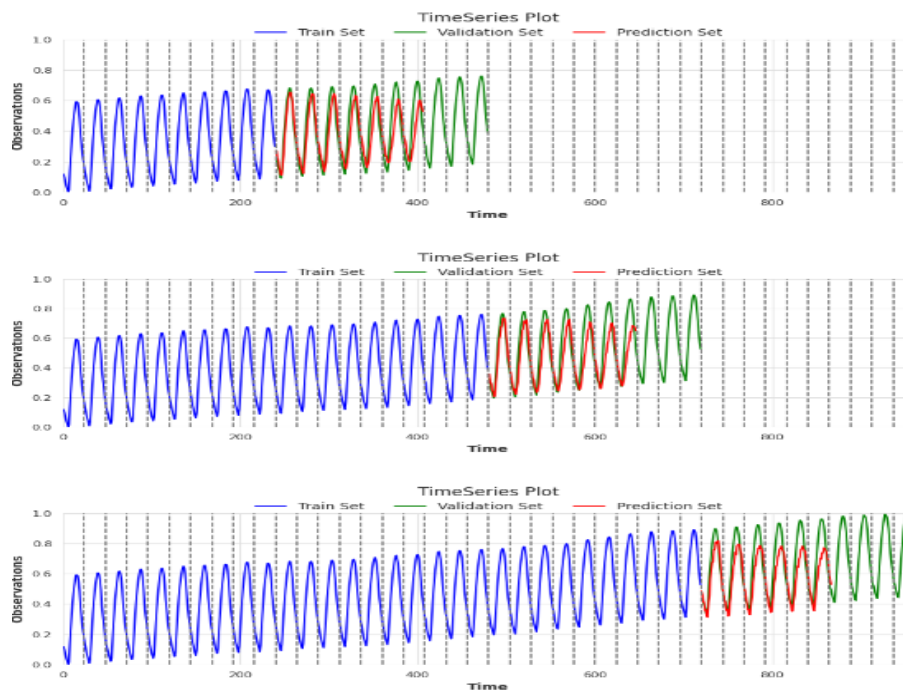 TimeSeries Plot
Train Set Validation Set Prediction Set
1.0
0.8
0.6
0.4
0.2
0.0
Observations
0 200 400 600 800
Time
TimeSeries Plot
Train Set Validation Set Prediction Set
1.0
0.8
0.6
0.4
0.2
0.0
Observations
0 200 400 600 800
Time
TimeSeries Plot
Train Set Validation Set Prediction Set
1.0
0.8
0.6
0.4
0.2
0.0
Observations
0 200 400 600 800
Time